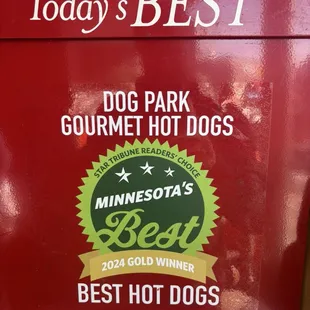 Today's BEST
DOG PARK
GOURMET HOT DOGS
STAR TRIBUNE READERS' CHOICE
MINNESOTA'S
Best
2024 GOLD WINNER
BEST HOT DOGS